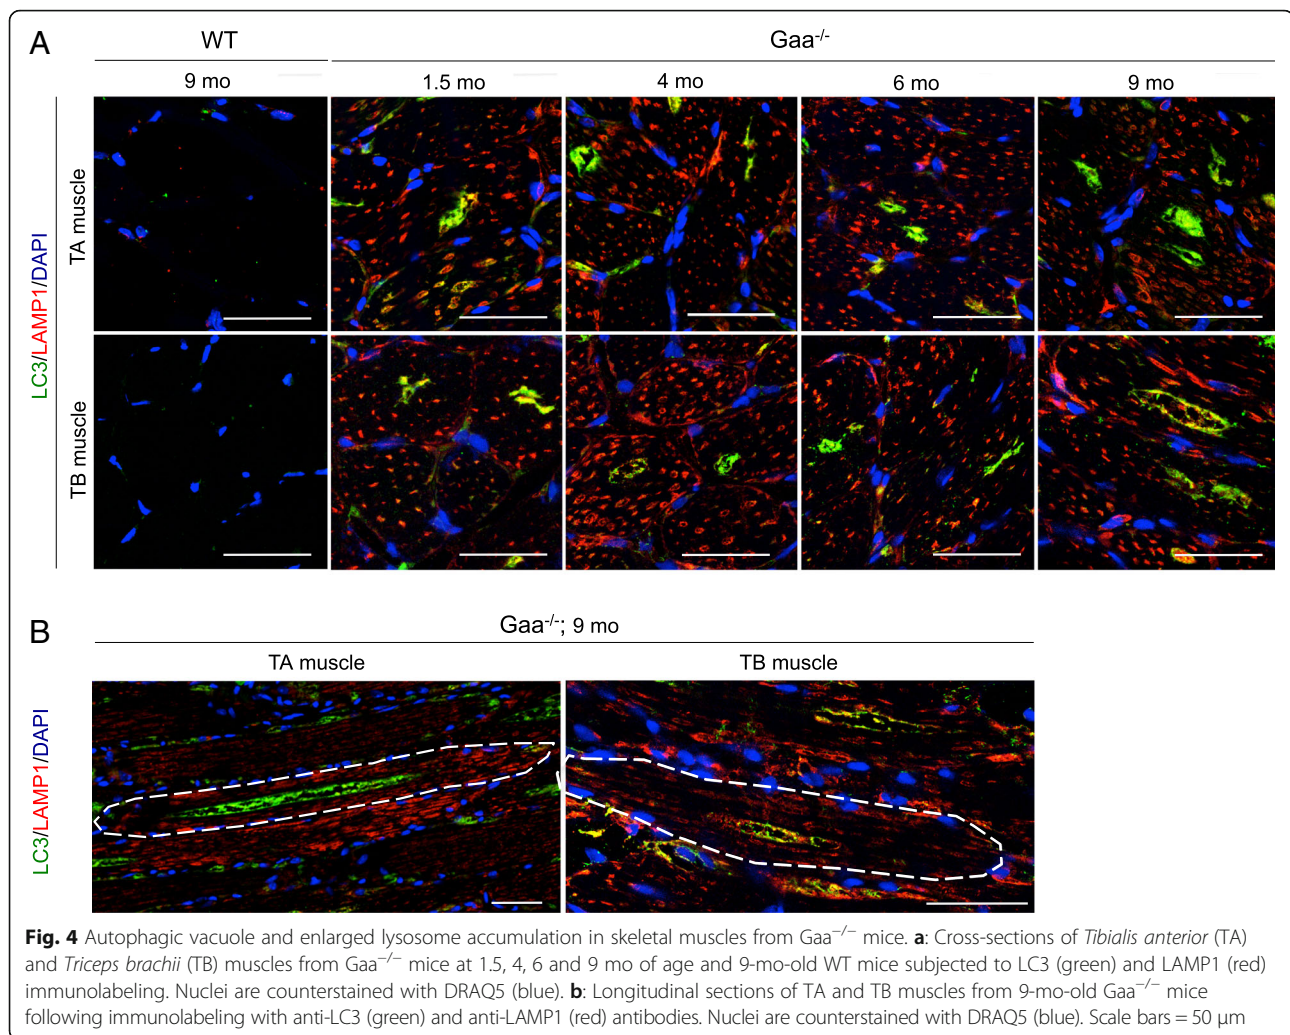 A
WT
Gaa-/-
9 mo
1.5 mo
4 mo
6 mo
9 mo
LC3/LAMP1/DAPI
TA muscle
TB muscle
B
Gaa-/-; 9 mo
TA muscle
TB muscle
LC3/LAMP1/DAPI
Fig. 4 Autophagic vacuole and enlarged lysosome accumulation in skeletal muscles from Gaa−/− mice. a: Cross-sections of Tibialis anterior (TA)
and Triceps brachii (TB) muscles from Gaa−/− mice at 1.5, 4, 6 and 9 mo of age and 9-mo-old WT mice subjected to LC3 (green) and LAMP1 (red)
immunolabeling. Nuclei are counterstained with DRAQ5 (blue). b: Longitudinal sections of TA and TB muscles from 9-mo-old Gaa−/− mice
following immunolabeling with anti-LC3 (green) and anti-LAMP1 (red) antibodies. Nuclei are counterstained with DRAQ5 (blue). Scale bars = 50 μm